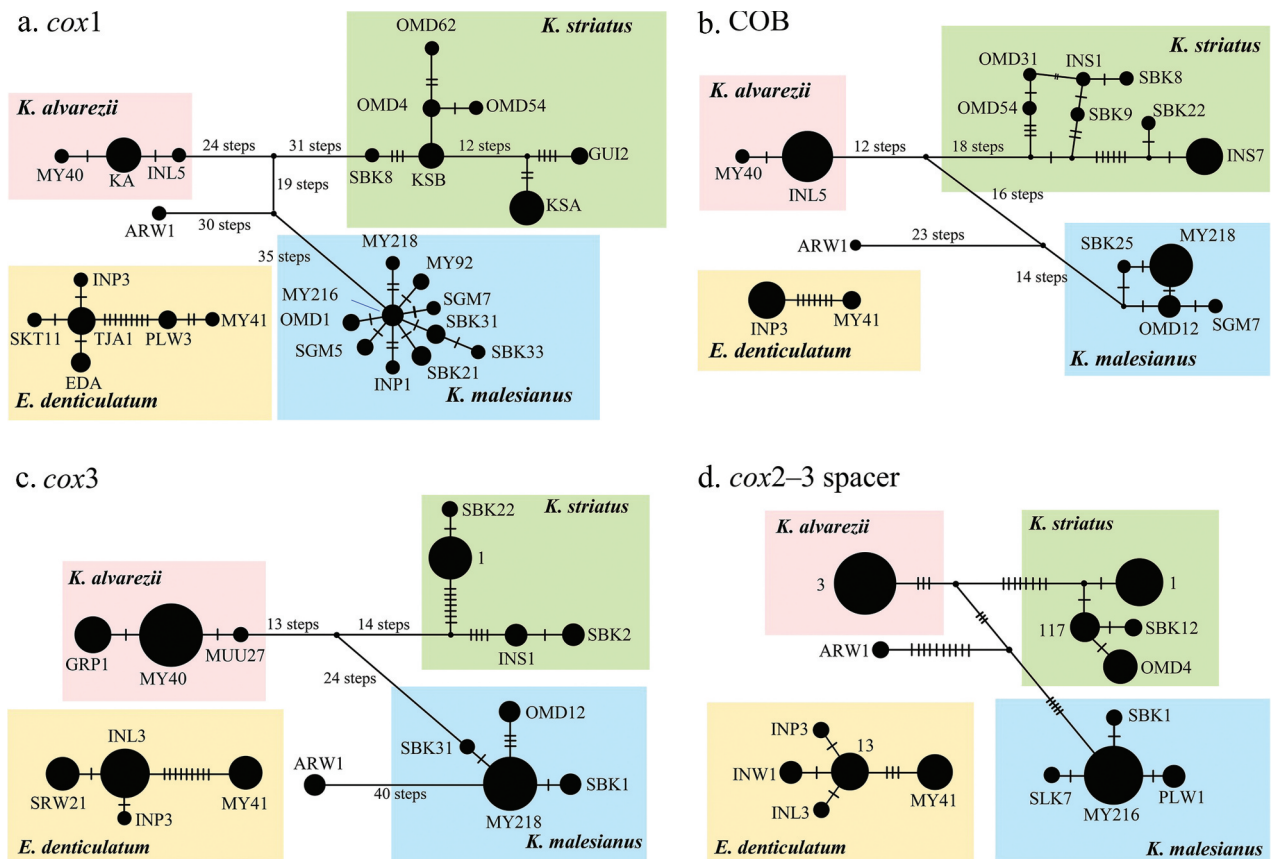 a. cox1
K. striatus
OMD62
OMD4
OMD54
K. alvarezii
24 steps
31 steps
12 steps
MY40
KA
INL5
SBK8
KSB
GUI2
KSA
19 steps
ARW1
30 steps
35 steps
MY218
MY92
MY216
SGM7
OMD1
SBK31
SGM5
SBK33
SBK21
INP1
K. malesianus
INP3
SKT11
TJA1
PLW3
MY41
EDA
E. denticulatum
b. COB
K. striatus
OMD31
INS1
SBK8
OMD54
SBK9
SBK22
K. alvarezii
12 steps
18 steps
MY40
INL5
INS7
16 steps
ARW1
23 steps
14 steps
SBK25
MY218
OMD12
SGM7
K. malesianus
INP3
MY41
E. denticulatum
c. cox3
SBK22
K. striatus
1
K. alvarezii
13 steps
14 steps
GRP1
MY40
MUU27
INS1
SBK2
24 steps
OMD12
SBK31
ARW1
40 steps
SBK1
MY218
K. malesianus
INL3
SRW21
INP3
MY41
E. denticulatum
d. cox2–3 spacer
K. alvarezii
K. striatus
3
1
117
SBK12
OMD4
ARW1
SBK1
SLK7
MY216
PLW1
K. malesianus
INP3
13
INW1
INL3
MY41
E. denticulatum